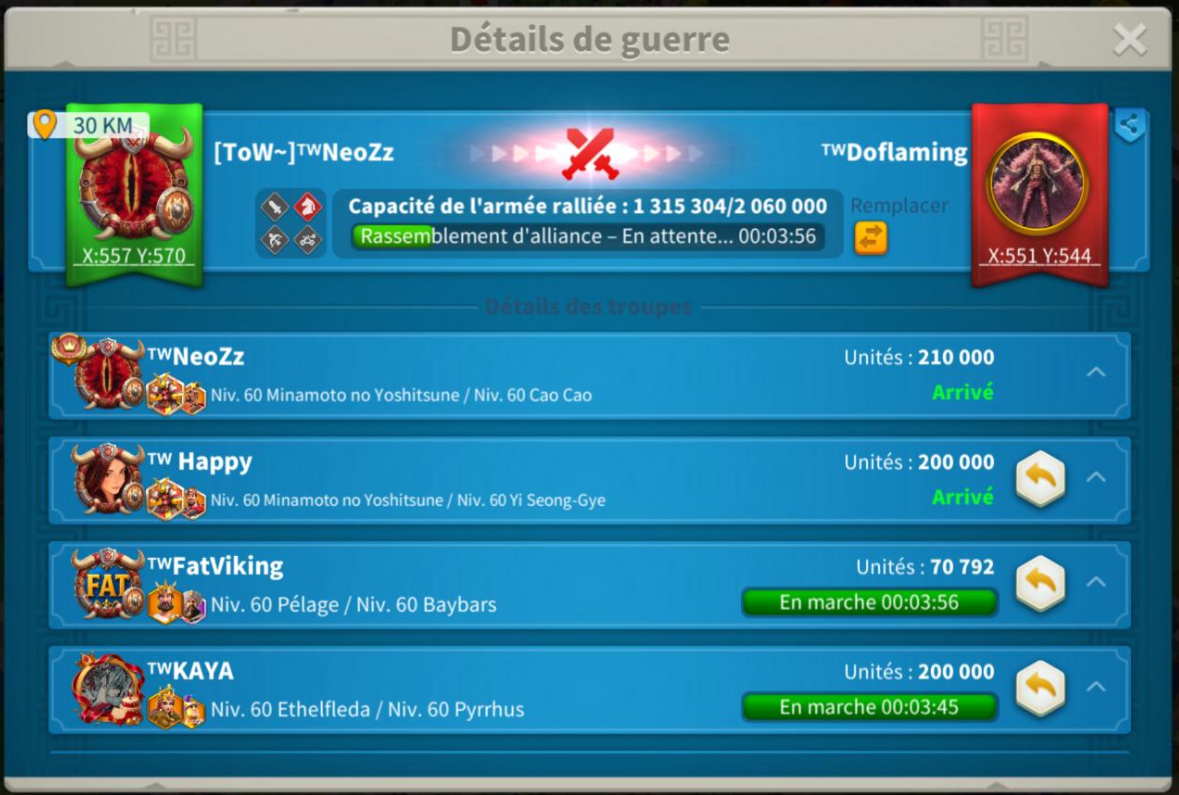 Détails de guerre
30 KM
[ToW~]ᵀᵂNeoZz
ᵀᵂDoflaming
Capacité de l'armée ralliée : 1 315 304/2 060 000
Remplacer
Rassemblement d'alliance – En attente... 00:03:56
X:557 Y:570
X:551 Y:544
Détails des troupes
ᵀᵂNeoZz
Unités : 210 000
Niv. 60 Minamoto no Yoshitsune / Niv. 60 Cao Cao
Arrivé
ᵀᵂ Happy
Unités : 200 000
Niv. 60 Minamoto no Yoshitsune / Niv. 60 Yi Seong-Gye
Arrivé
ᵀᵂFatViking
Unités : 70 792
FAT
Niv. 60 Pélage / Niv. 60 Baybars
En marche 00:03:56
ᵀᵂKAYA
Unités : 200 000
Niv. 60 Ethelfleda / Niv. 60 Pyrrhus
En marche 00:03:45